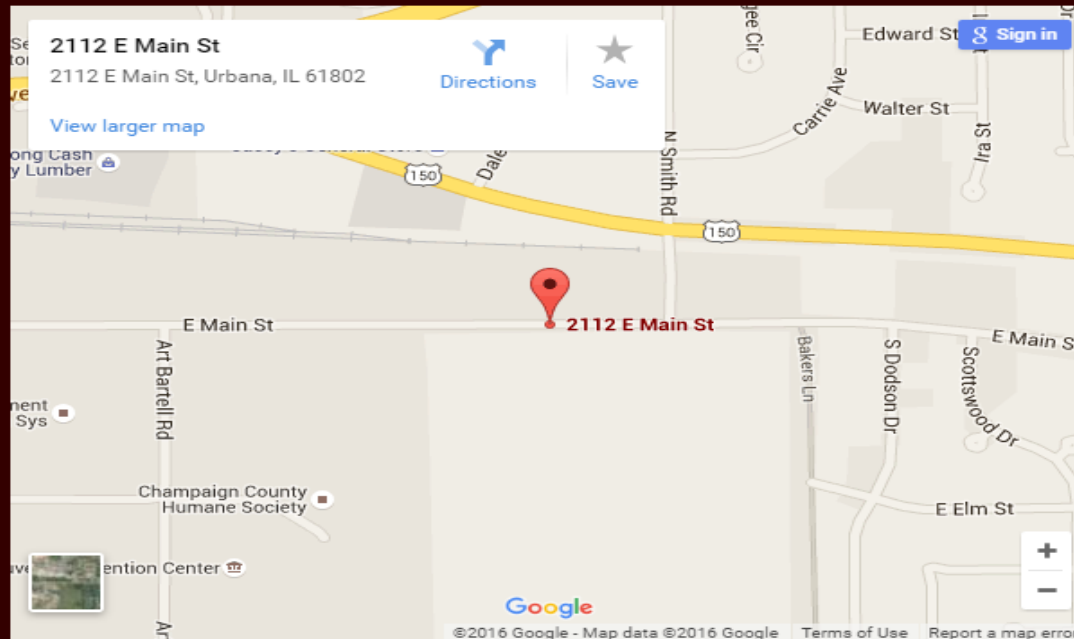 2112 E Main St
2112 E Main St, Urbana, IL 61802
Directions
Save
View larger map
Sign in
Edward St
Walter St
Carrie Ave
Ira St
N Smith Rd
150
150
Cash
Lumber
E Main St
2112 E Main St
E Main S
Art Bartell Rd
Bakers Ln
S Dodson Dr
Scottswood Dr
Sys
Champaign County
Humane Society
E Elm St
Center
+
−
Google
©2016 Google - Map data ©2016 Google
Terms of Use
Report a map error